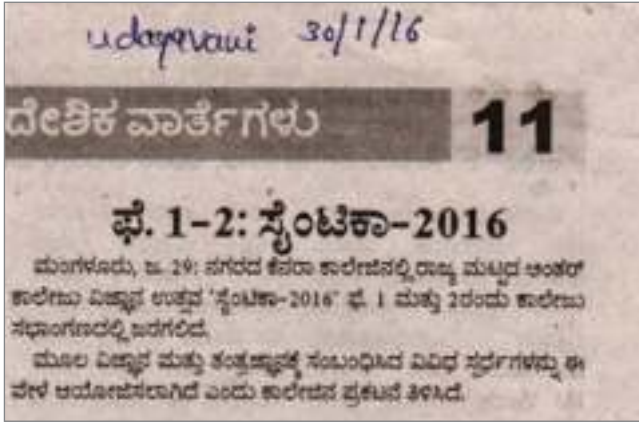 udayavani 30/1/16
ದೇಶಿಕ ವಾರ್ತೆಗಳು 11
ಫೆ. 1-2: ಸೈಂಟಿಕಾ-2016
ಮಂಗಳೂರು, ಜ. 29: ನಗರದ ಕೆನರಾ ಕಾಲೇಜಿನಲ್ಲಿ ರಾಜ್ಯ ಮಟ್ಟದ ಅಂತರ್
ಕಾಲೇಜು ವಿಜ್ಞಾನ ಉತ್ಸವ 'ಸೈಂಟಿಕಾ-2016' ಫೆ. 1 ಮತ್ತು 2ರಂದು ಕಾಲೇಜು
ಸಭಾಂಗಣದಲ್ಲಿ ಜರಗಲಿದೆ.
ಮೂಲ ವಿಜ್ಞಾನ ಮತ್ತು ತಂತ್ರಜ್ಞಾನಕ್ಕೆ ಸಂಬಂಧಿಸಿದ ವಿವಿಧ ಸ್ಪರ್ಧೆಗಳನ್ನು ಈ
ವೇಳೆ ಆಯೋಜಿಸಲಾಗಿದೆ ಎಂದು ಕಾಲೇಜಿನ ಪ್ರಕಟನೆ ತಿಳಿಸಿದೆ.